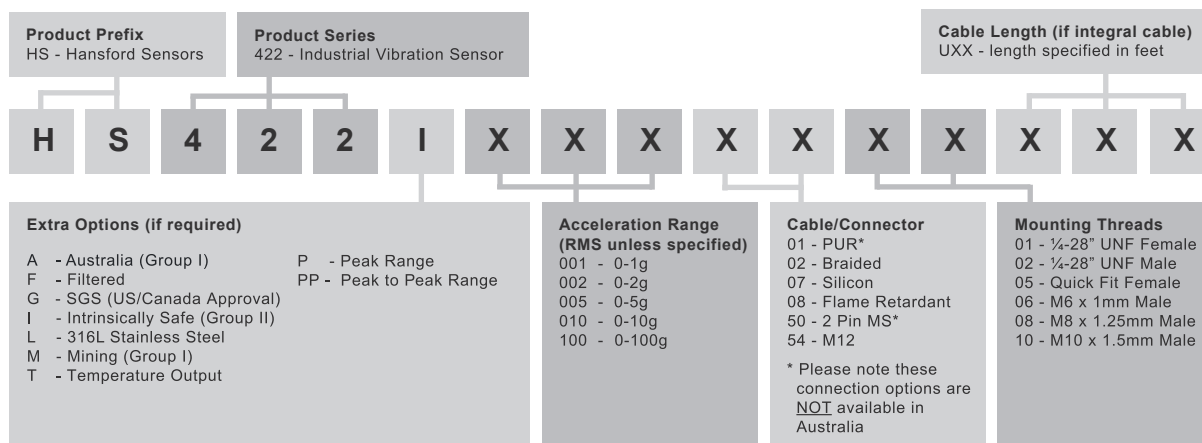 Product Prefix
HS - Hansford Sensors
Product Series
422 - Industrial Vibration Sensor
Cable Length (if integral cable)
UXX - length specified in feet
H S 4 2 2 I X X X X X X X X X X
Extra Options (if required)
A - Australia (Group I)
F - Filtered
G - SGS (US/Canada Approval)
I - Intrinsically Safe (Group II)
L - 316L Stainless Steel
M - Mining (Group I)
T - Temperature Output
P - Peak Range
PP - Peak to Peak Range
Acceleration Range
(RMS unless specified)
001 - 0-1g
002 - 0-2g
005 - 0-5g
010 - 0-10g
100 - 0-100g
Cable/Connector
01 - PUR*
02 - Braided
07 - Silicon
08 - Flame Retardant
50 - 2 Pin MS*
54 - M12
* Please note these
connection options are
NOT available in
Australia
Mounting Threads
01 - ¼-28” UNF Female
02 - ¼-28” UNF Male
05 - Quick Fit Female
06 - M6 x 1mm Male
08 - M8 x 1.25mm Male
10 - M10 x 1.5mm Male